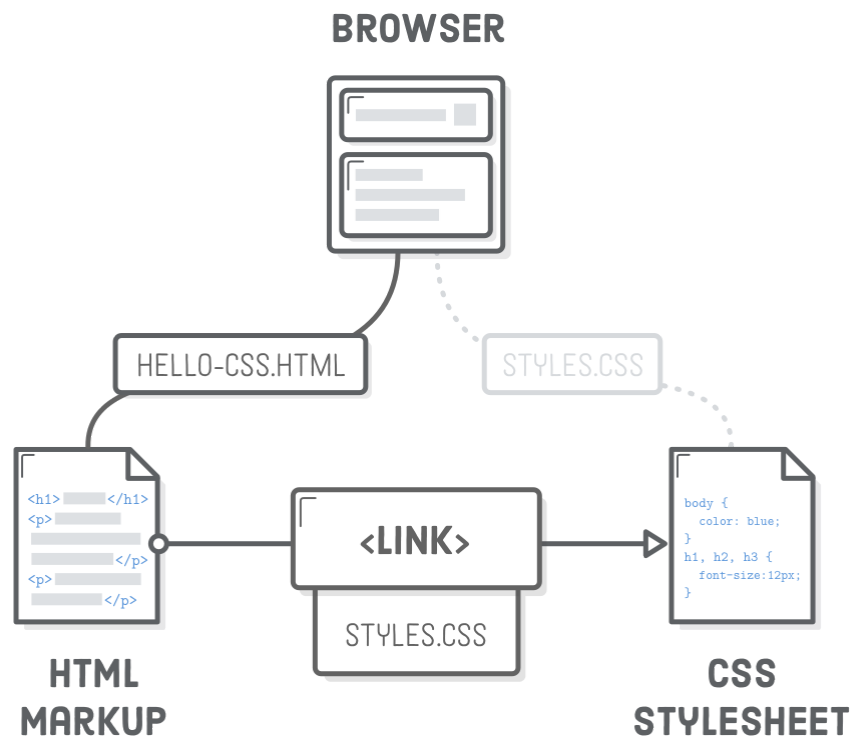 BROWSER
HELLO-CSS.HTML
STYLES.CSS
<h1> </h1>
<p>
</p>
<p>
</p>
<LINK>
STYLES.CSS
body {
color: blue;
}
h1, h2, h3 {
font-size:12px;
}
HTML
MARKUP
CSS
STYLESHEET